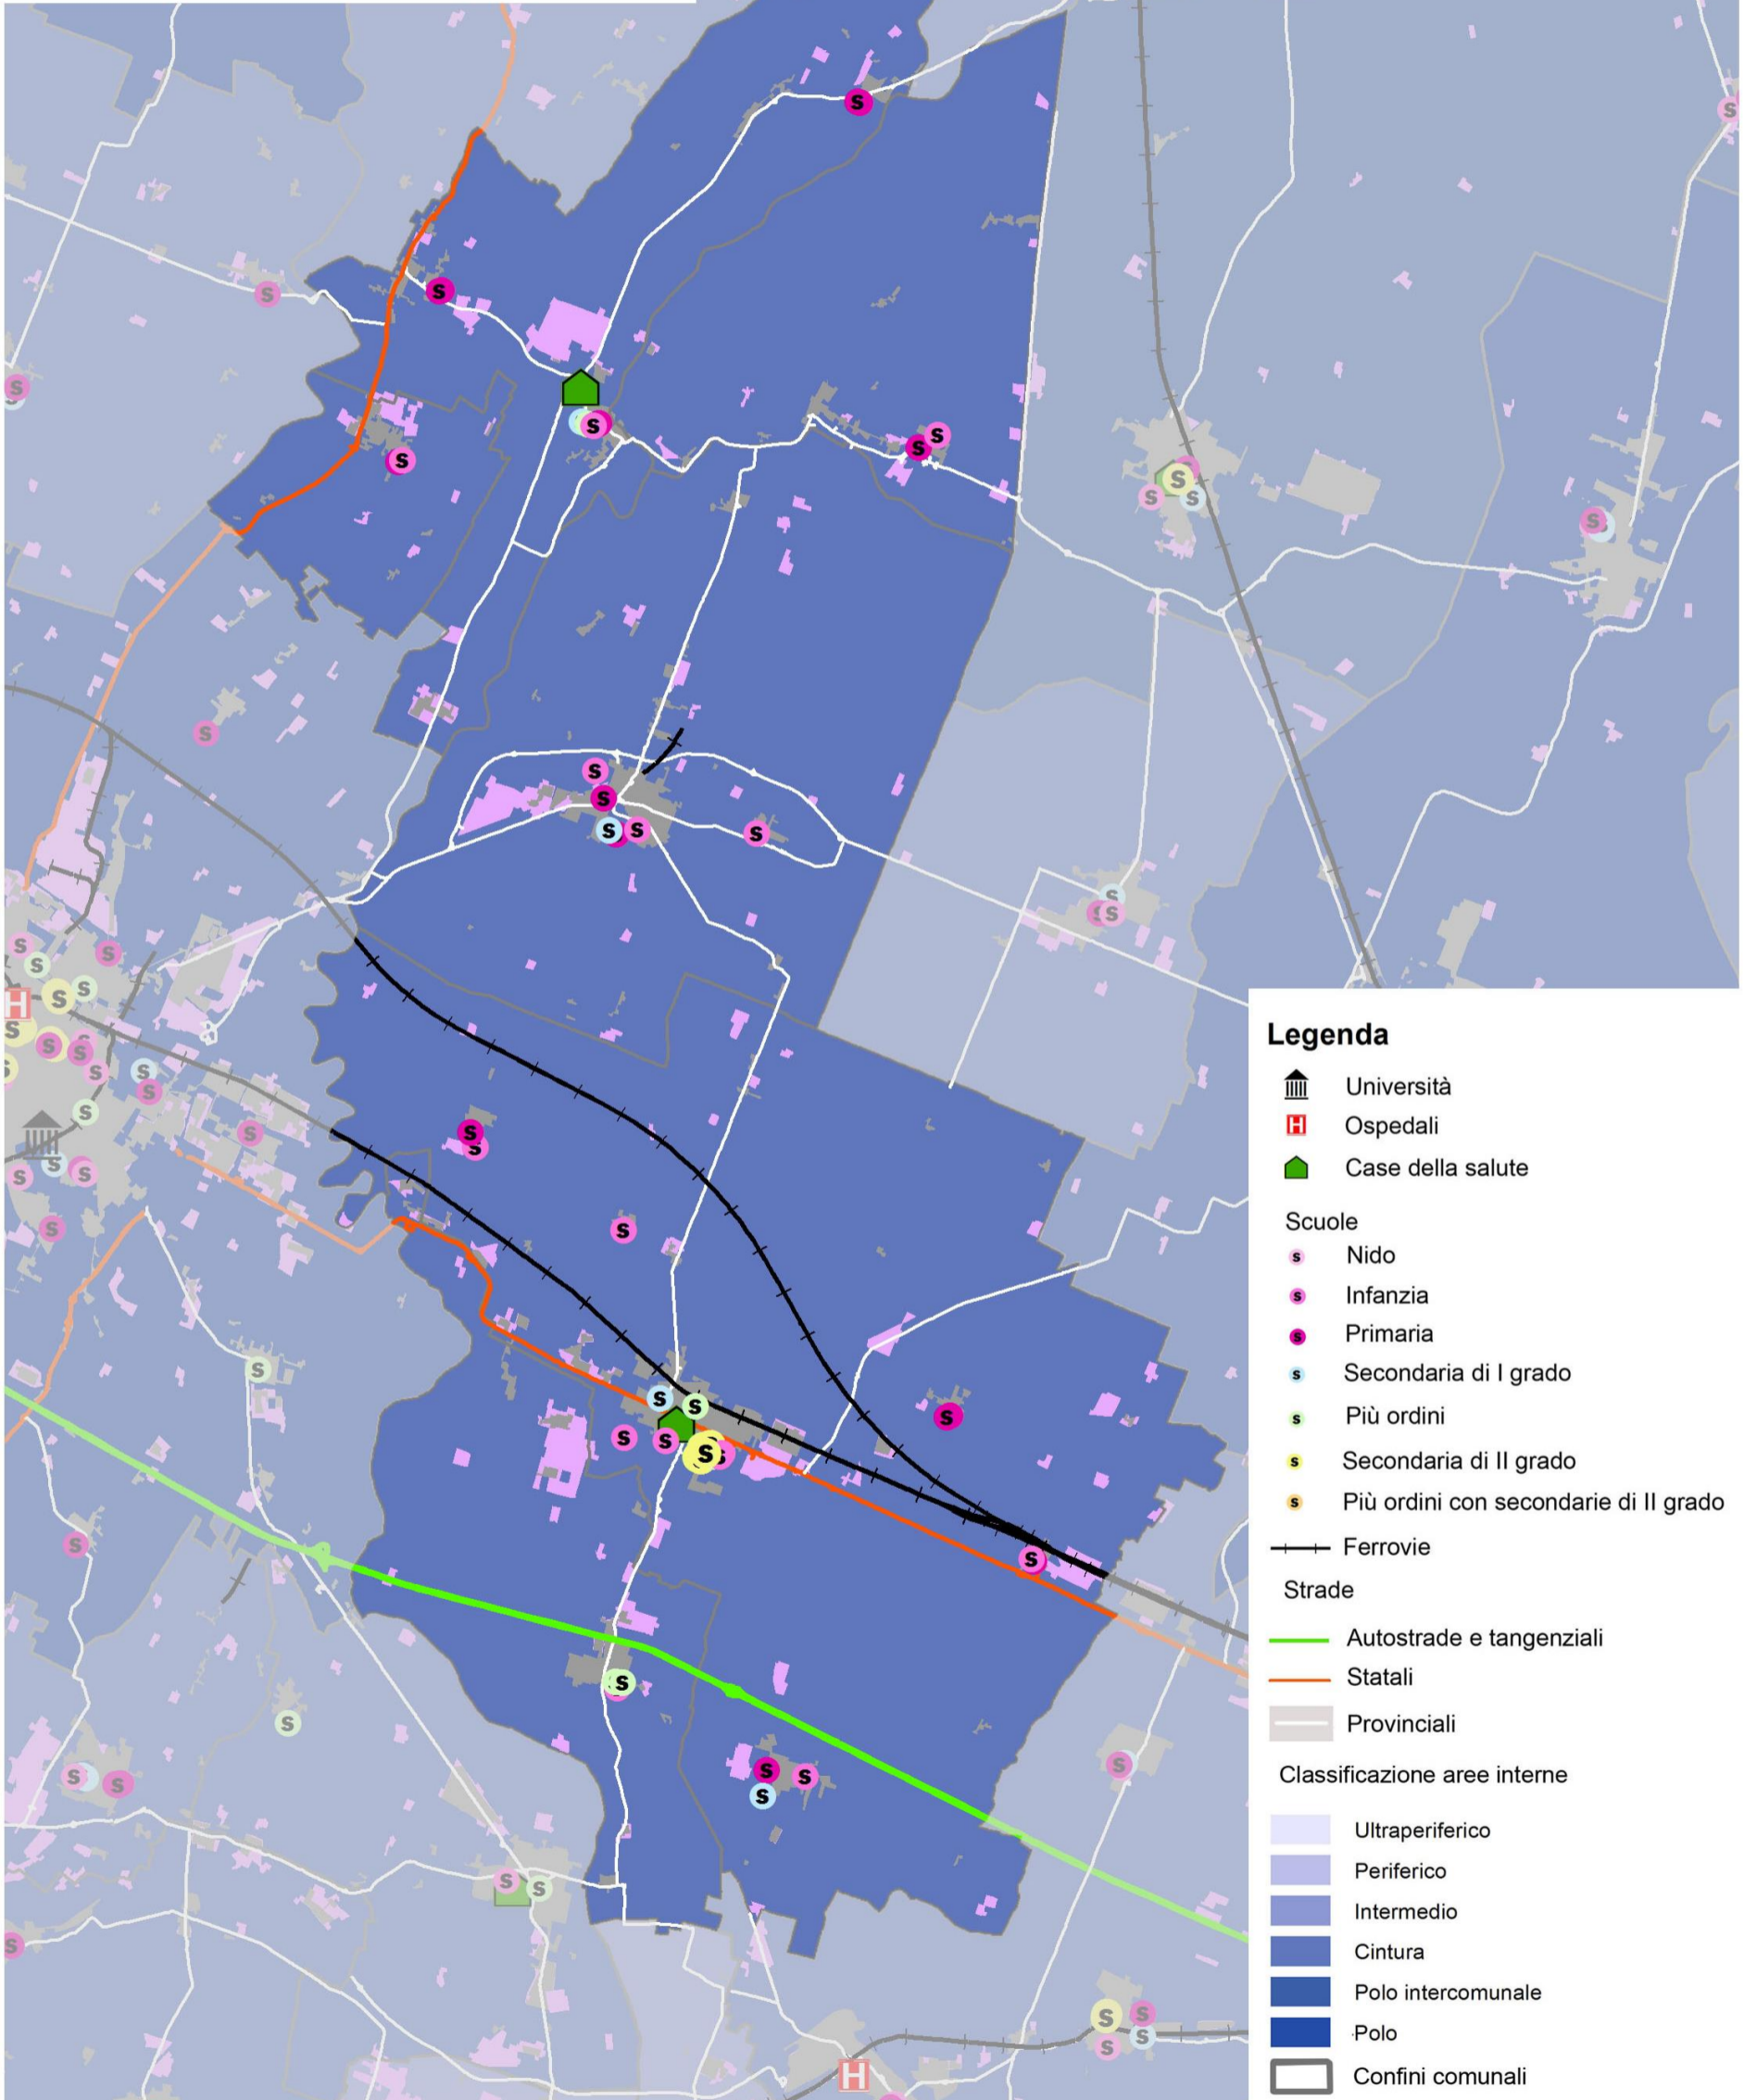 Legenda
Università
H Ospedali
Case della salute
Scuole
s Nido
s Infanzia
s Primaria
s Secondaria di I grado
s Più ordini
s Secondaria di II grado
s Più ordini con secondarie di II grado
Ferrovie
Strade
Autostrade e tangenziali
Statali
Provinciali
Classificazione aree interne
Ultraperiferico
Periferico
Intermedio
Cintura
Polo intercomunale
Polo
Confini comunali